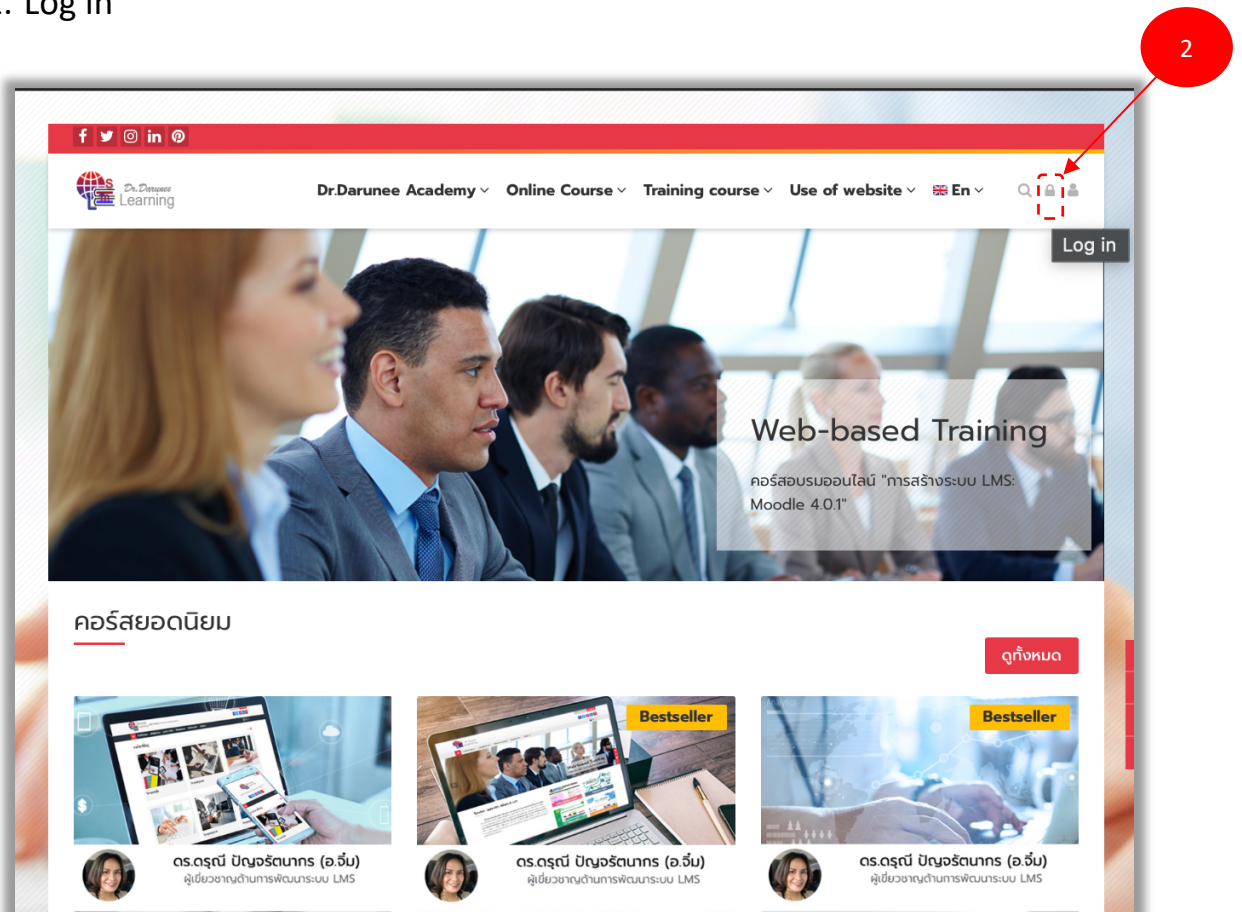 . Log in
2
Dr.Darunee
Learning
Dr.Darunee Academy
Online Course
Training course
Use of website
En
Log in
Web-based Training
คอร์สอบรมออนไลน์ "การสร้างระบบ LMS:
Moodle 4.0.1"
คอร์สยอดนิยม
ดูทั้งหมด
Bestseller
Bestseller
ดร.ดรุณี ปัญจรัตนากร (อ.จิ๋ม)
ผู้เชี่ยวชาญด้านการพัฒนาระบบ LMS
ดร.ดรุณี ปัญจรัตนากร (อ.จิ๋ม)
ผู้เชี่ยวชาญด้านการพัฒนาระบบ LMS
ดร.ดรุณี ปัญจรัตนากร (อ.จิ๋ม)
ผู้เชี่ยวชาญด้านการพัฒนาระบบ LMS